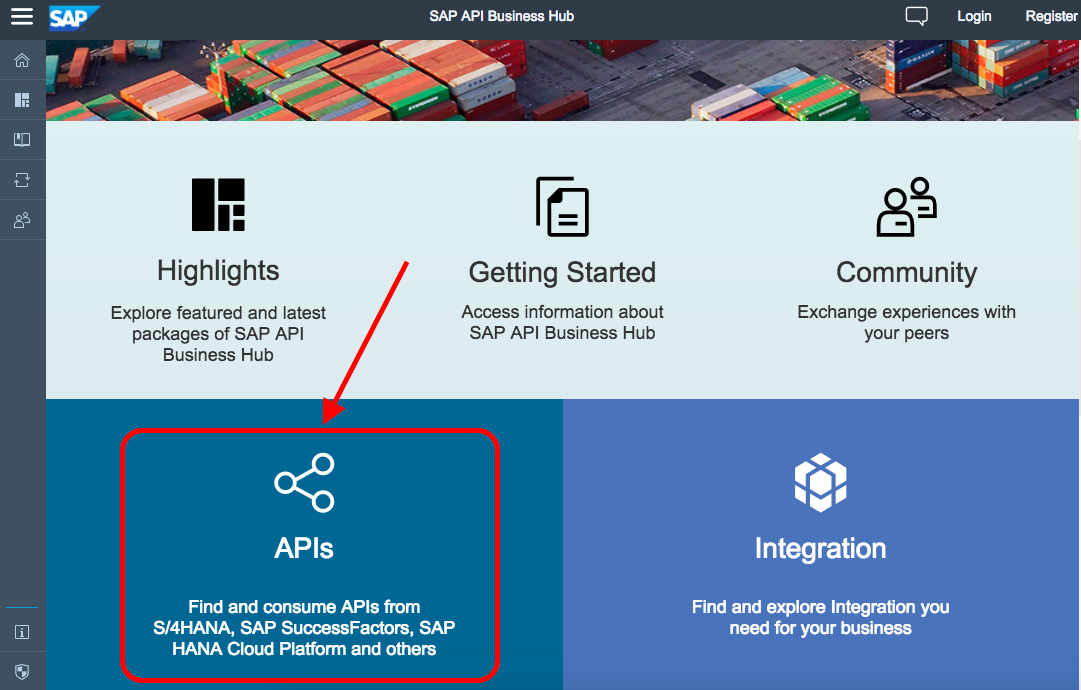 SAP
SAP API Business Hub
Login
Register
Highlights
Explore featured and latest
packages of SAP API
Business Hub
Getting Started
Access information about
SAP API Business Hub
Community
Exchange experiences with
your peers
APIs
Find and consume APIs from
S/4HANA, SAP SuccessFactors, SAP
HANA Cloud Platform and others
Integration
Find and explore Integration you
need for your business